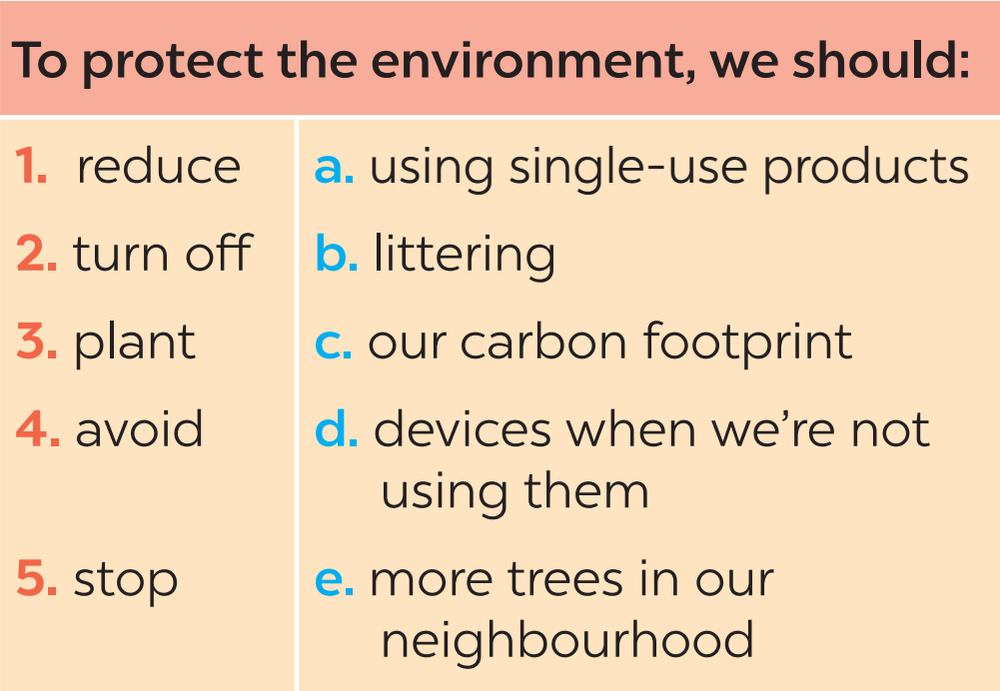 To protect the environment, we should:
1. reduce
2. turn off
3. plant
4. avoid
5. stop
a. using single-use products
b. littering
c. our carbon footprint
d. devices when we’re not
using them
e. more trees in our
neighbourhood